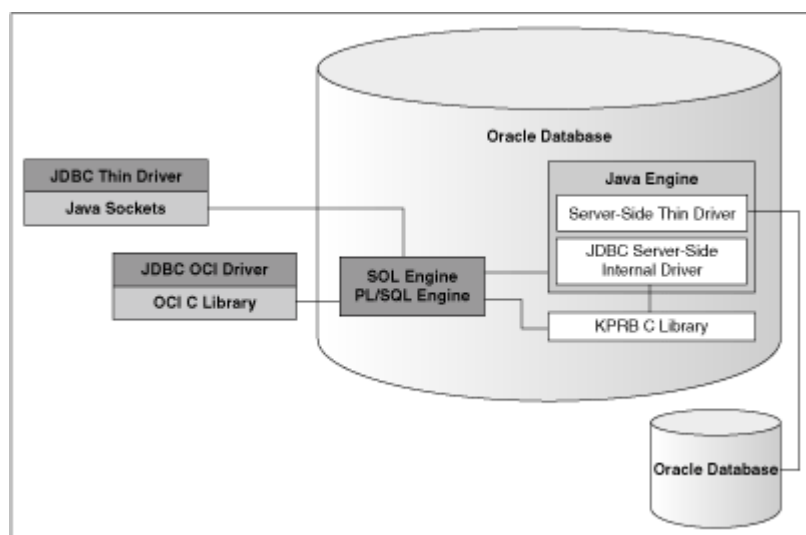 Oracle Database
JDBC Thin Driver
Java Sockets
JDBC OCI Driver
OCI C Library
SOL Engine
PL/SQL Engine
Java Engine
Server-Side Thin Driver
JDBC Server-Side
Internal Driver
KPRB C Library
Oracle Database